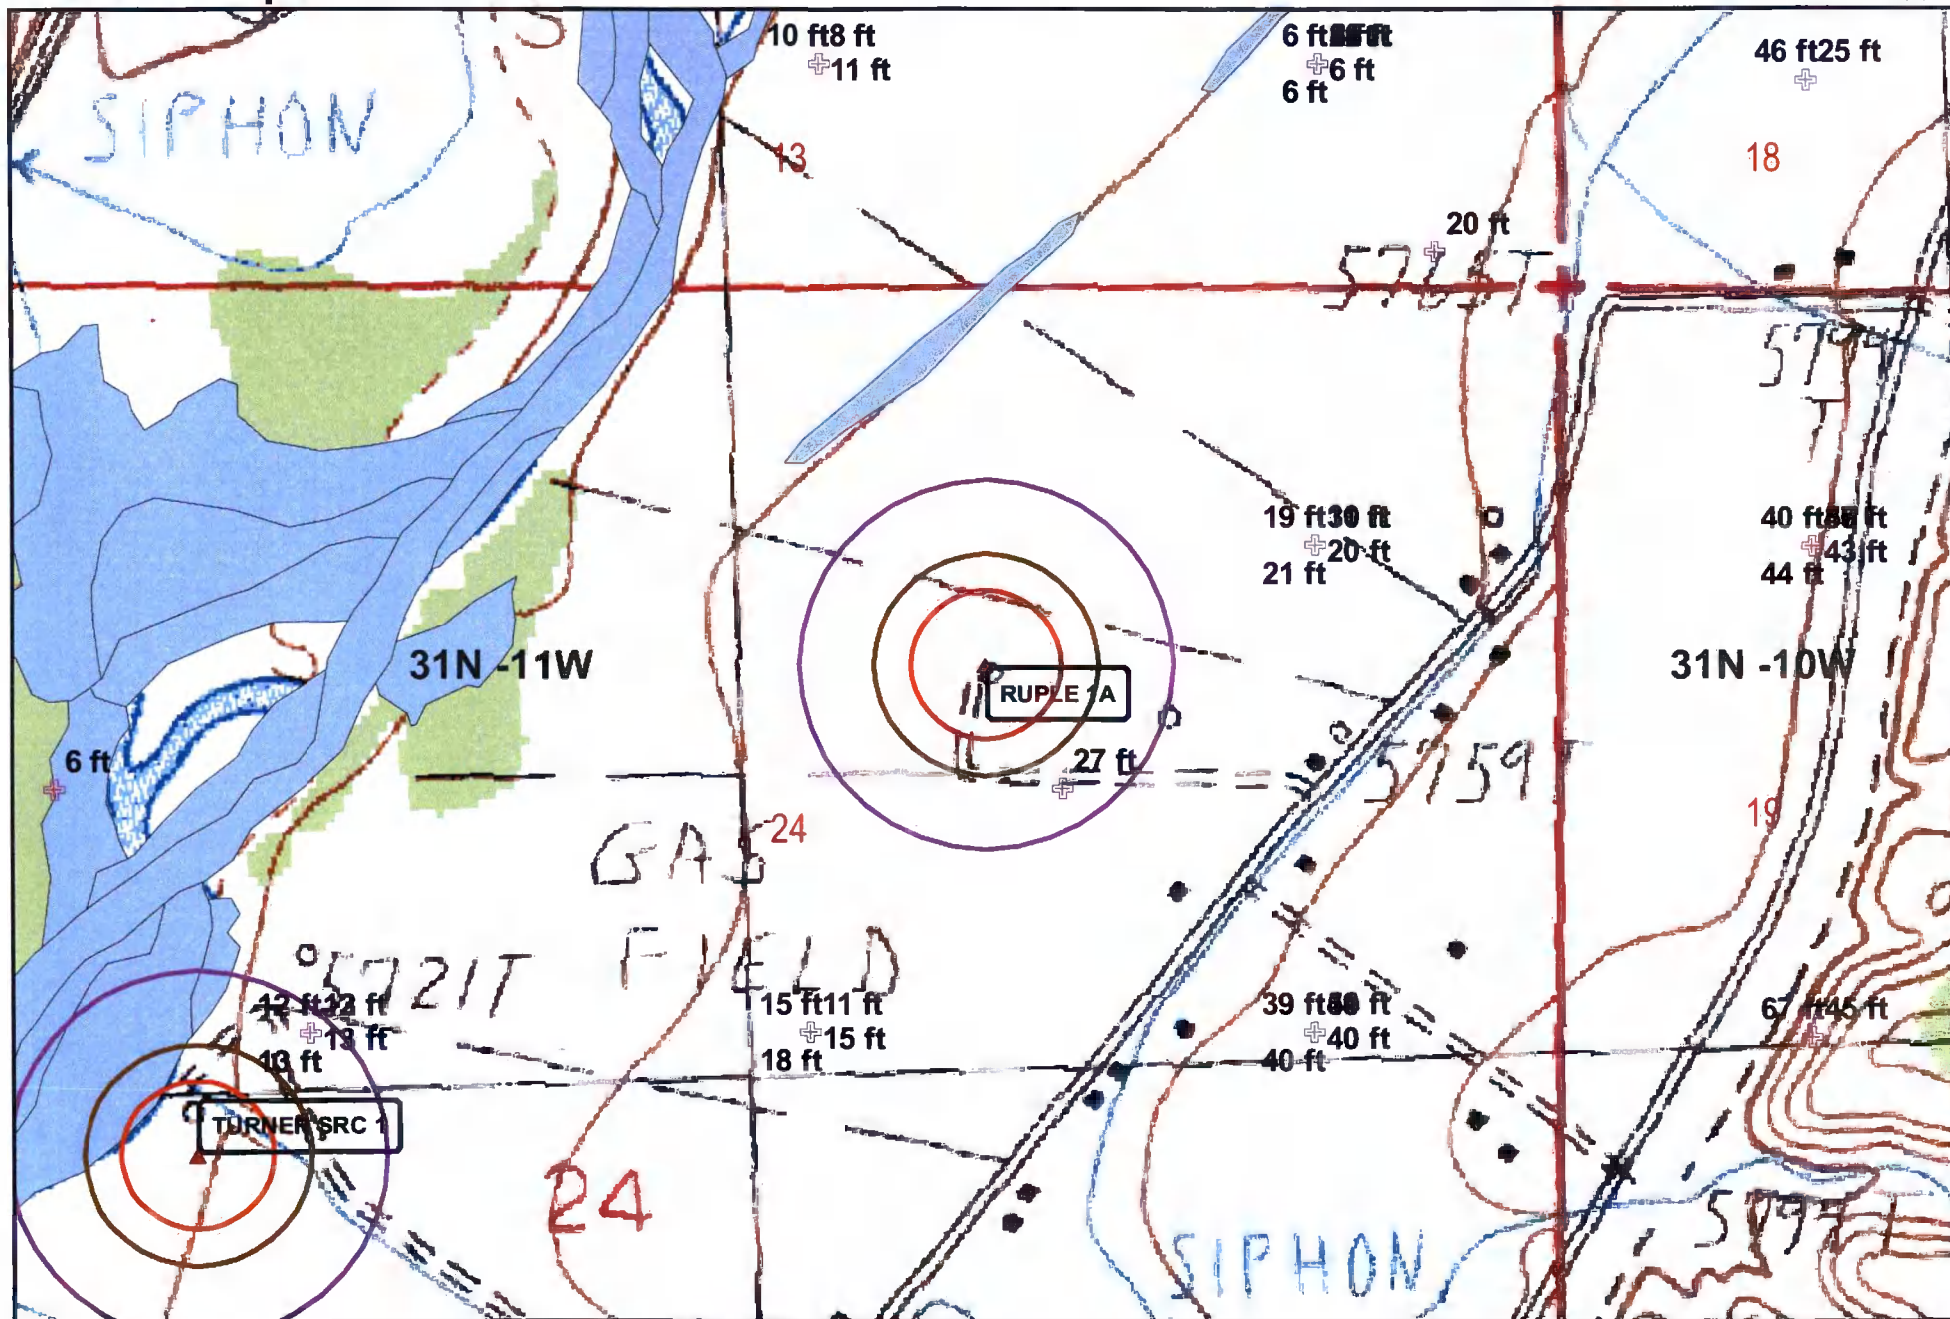 10 ft8 ft
11 ft
6 ft
6 ft
6 ft
46 ft25 ft
SIPHON
13
18
20 ft
5765T
19 ft
20 ft
21 ft
40 ft
43 ft
44 ft
31N -11W
31N -10W
RUPLE 1A
6 ft
27 ft
5759T
24
19
GAS
FIELD
5721T
12 ft
13 ft
13 ft
15 ft11 ft
15 ft
18 ft
39 ft
40 ft
40 ft
67 ft45 ft
TURNER SRC 1
24
SIPHON